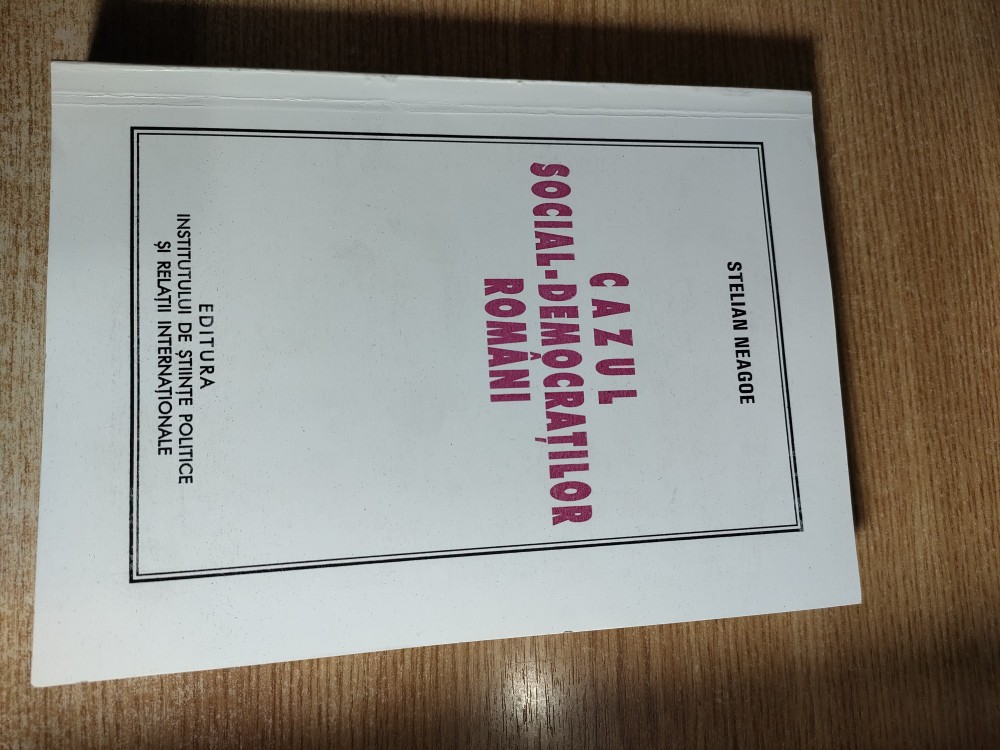 STELIAN NEAGOE
CAZUL
SOCIAL-DEMOCRAȚILOR
ROMÂNI
EDITURA
INSTITUTULUI DE ȘTIINȚE POLITICE
ȘI RELAȚII INTERNAȚIONALE